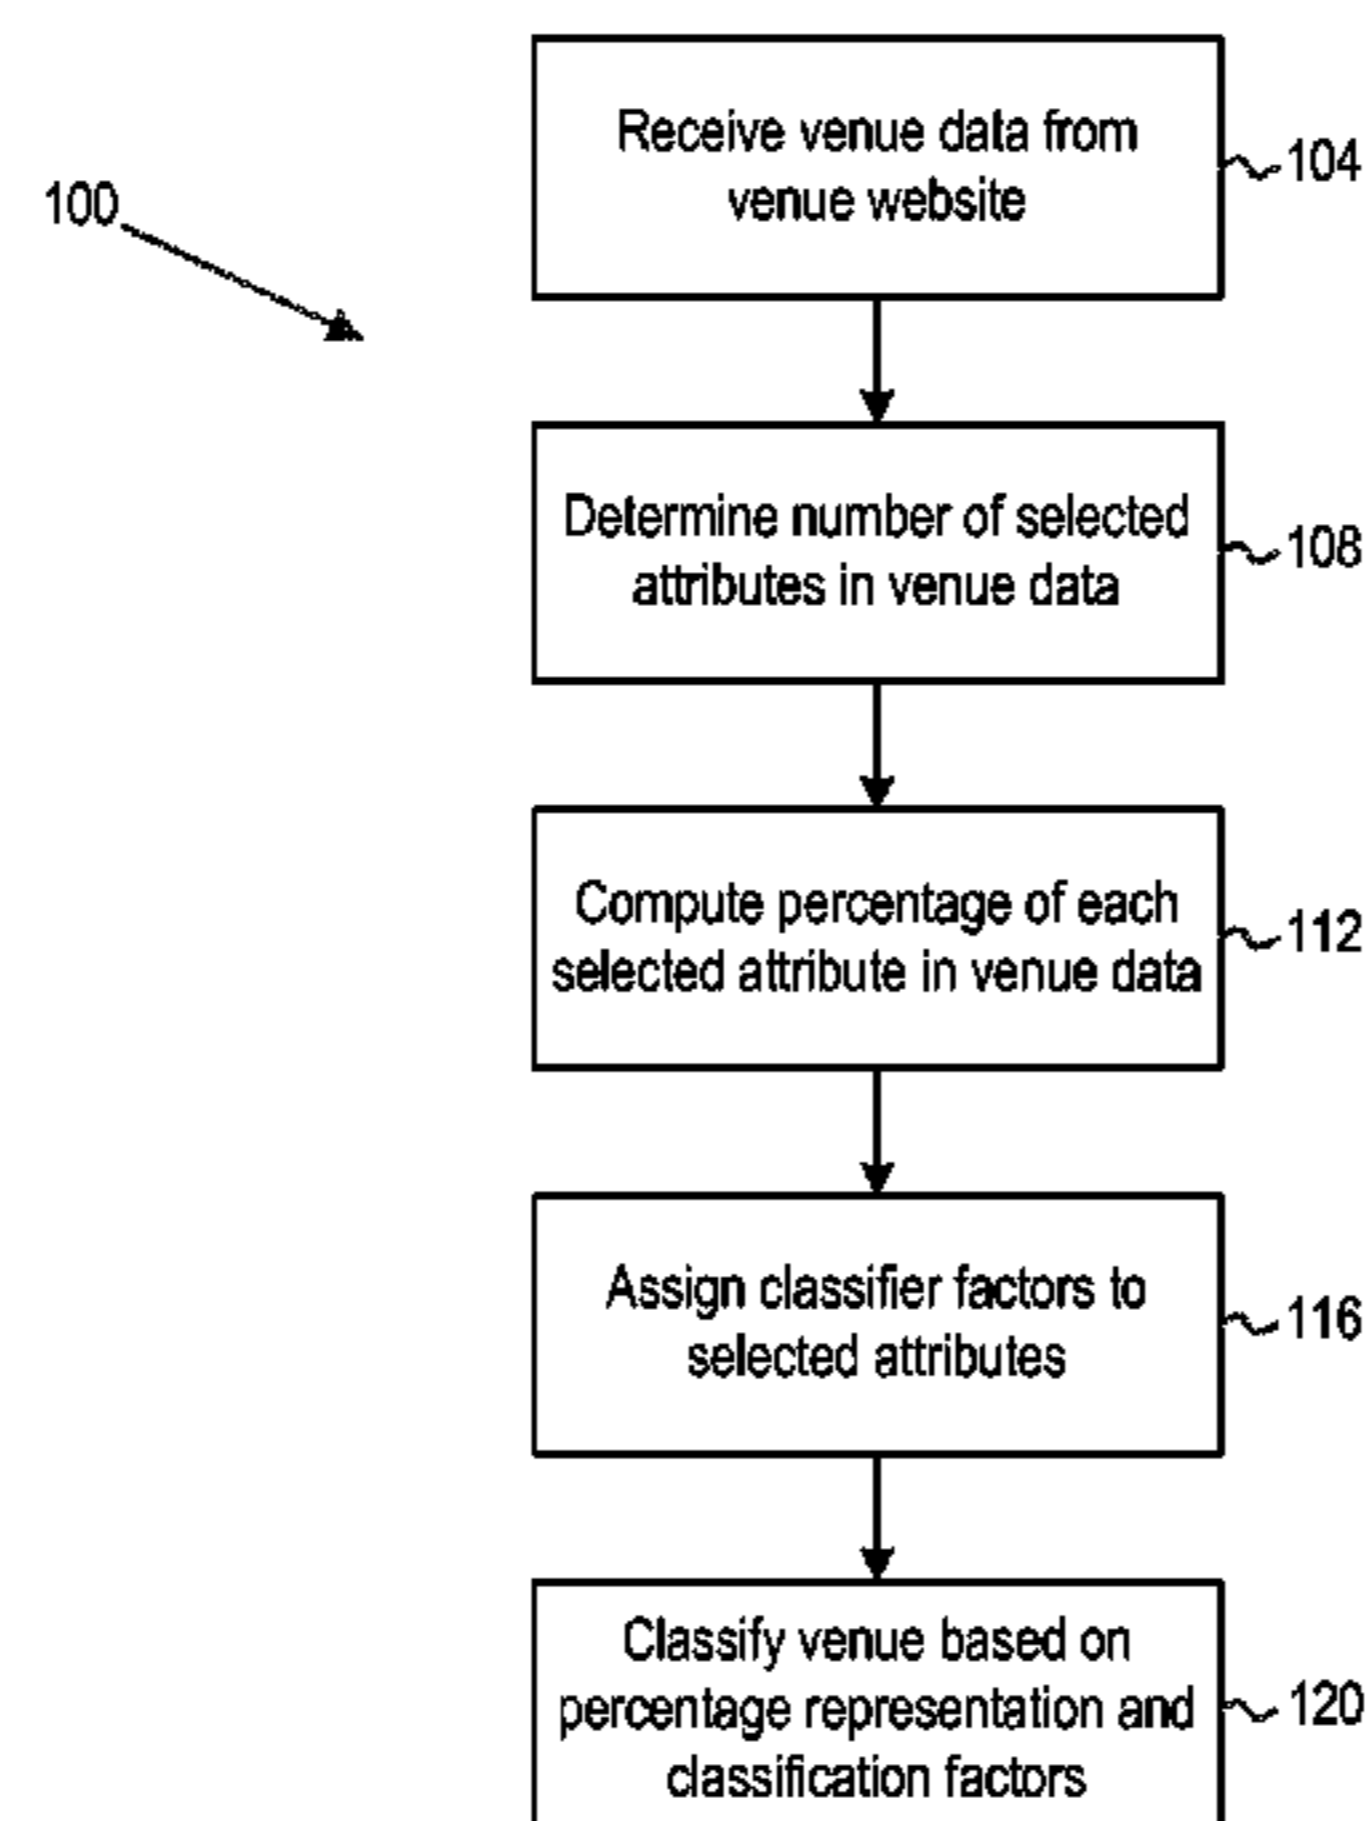 Receive venue data from
venue website
104
100
Determine number of selected
attributes in venue data
108
Compute percentage of each
selected attribute in venue data
112
Assign classifier factors to
selected attributes
116
Classify venue based on
percentage representation and
classification factors
120